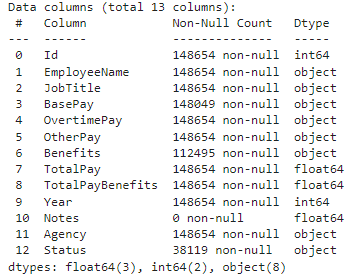 Data columns (total 13 columns):
 #   Column            Non-Null Count   Dtype
---  ------            --------------   -----
 0   Id                148654 non-null  int64
 1   EmployeeName      148654 non-null  object
 2   JobTitle          148654 non-null  object
 3   BasePay           148049 non-null  object
 4   OvertimePay       148654 non-null  object
 5   OtherPay          148654 non-null  object
 6   Benefits          112495 non-null  object
 7   TotalPay          148654 non-null  float64
 8   TotalPayBenefits  148654 non-null  float64
 9   Year              148654 non-null  int64
 10  Notes             0 non-null       float64
 11  Agency            148654 non-null  object
 12  Status            38119 non-null   object
dtypes: float64(3), int64(2), object(8)